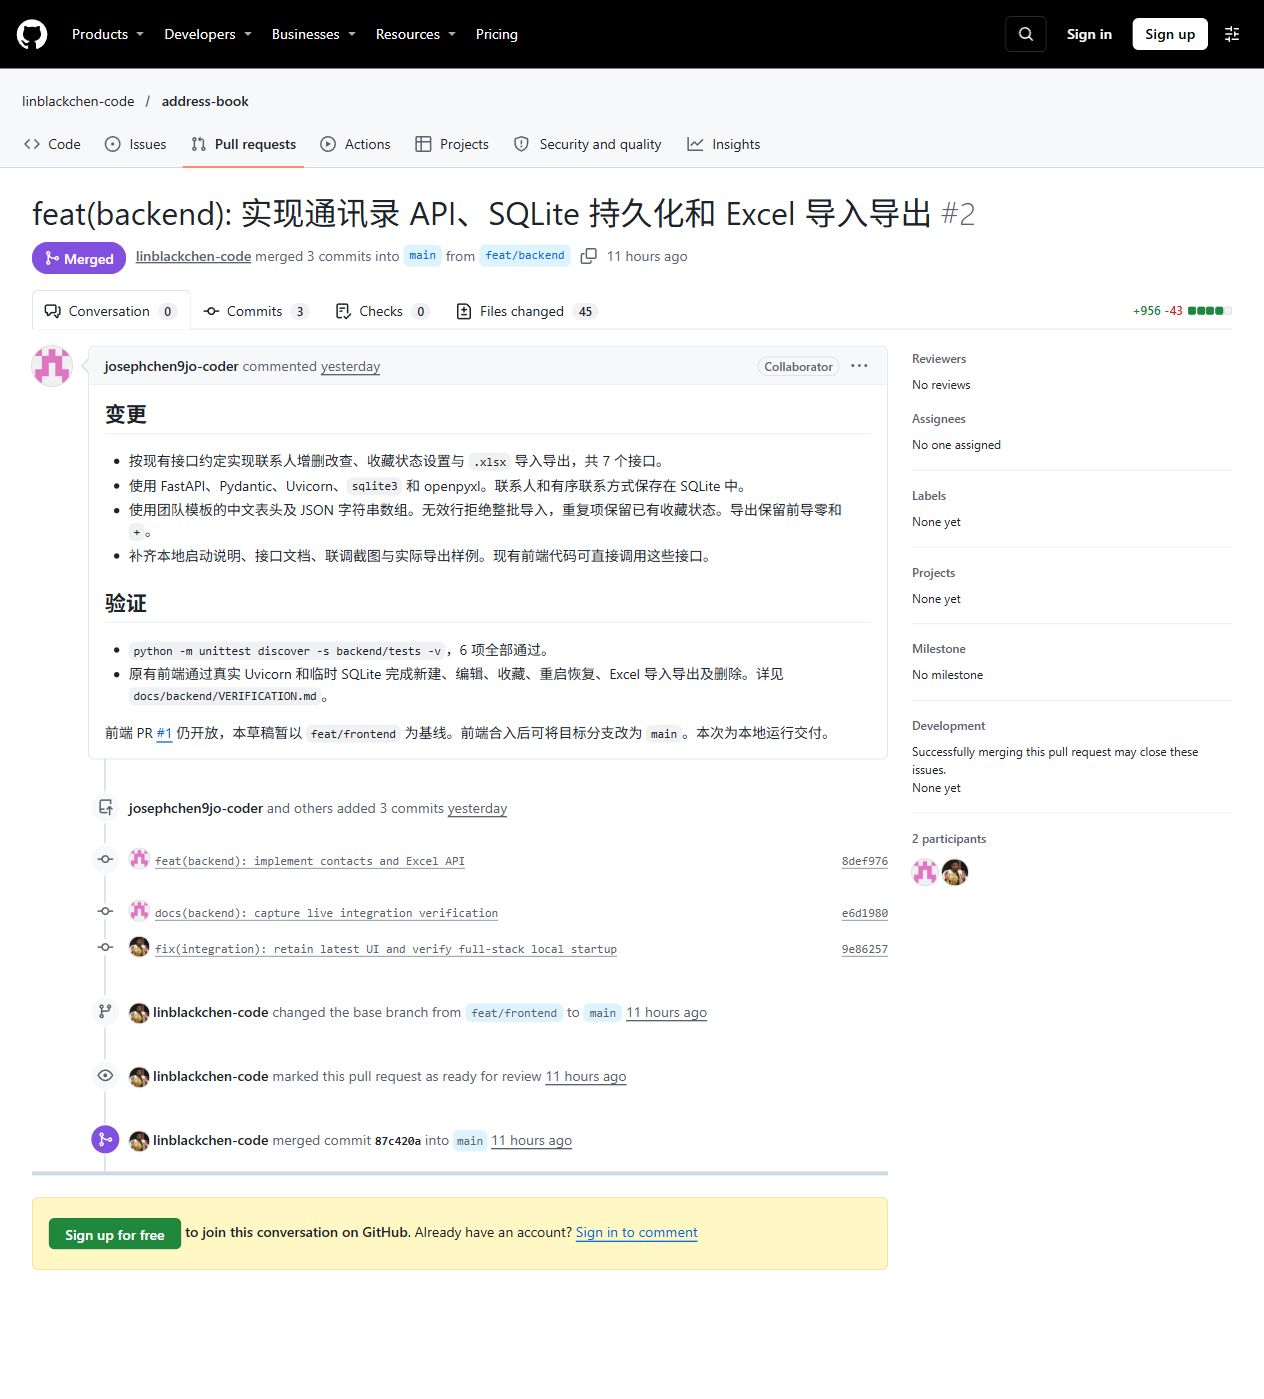 Products Developers Businesses Resources Pricing Sign in Sign up
linblackchen-code / address-book
Code Issues Pull requests Actions Projects Security and quality Insights
feat(backend): 实现通讯录 API、SQLite 持久化和 Excel 导入导出 #2
Merged linblackchen-code merged 3 commits into main from feat/backend 11 hours ago
Conversation 0 Commits 3 Checks 0 Files changed 45 +956 -43
josephchen9jo-coder commented yesterday Collaborator ···
变更
按现有接口约定实现联系人增删改查、收藏状态设置与 .xlsx 导入导出，共 7 个接口。
使用 FastAPI、Pydantic、Uvicorn、 sqlite3 和 openpyxl。联系人和有序联系方式保存在 SQLite 中。
使用团队模板的中文表头及 JSON 字符串数组。无效行拒绝整批导入，重复项保留已有收藏状态。导出保留前导零和
+ 。
补齐本地启动说明、接口文档、联调截图与实际导出样例。现有前端代码可直接调用这些接口。
验证
python -m unittest discover -s backend/tests -v ，6 项全部通过。
原有前端通过真实 Uvicorn 和临时 SQLite 完成新建、编辑、收藏、重启恢复、Excel 导入导出及删除。详见
docs/backend/VERIFICATION.md 。
前端 PR #1 仍开放，本草稿暂以 feat/frontend 为基线。前端合入后可将目标分支改为 main 。本次为本地运行交付。
josephchen9jo-coder and others added 3 commits yesterday
feat(backend): implement contacts and Excel API 8def976
docs(backend): capture live integration verification e6d1980
fix(integration): retain latest UI and verify full-stack local startup 9e86257
linblackchen-code changed the base branch from feat/frontend to main 11 hours ago
linblackchen-code marked this pull request as ready for review 11 hours ago
linblackchen-code merged commit 87c420a into main 11 hours ago
Sign up for free to join this conversation on GitHub. Already have an account? Sign in to comment
Reviewers
No reviews
Assignees
No one assigned
Labels
None yet
Projects
None yet
Milestone
No milestone
Development
Successfully merging this pull request may close these
issues.
None yet
2 participants